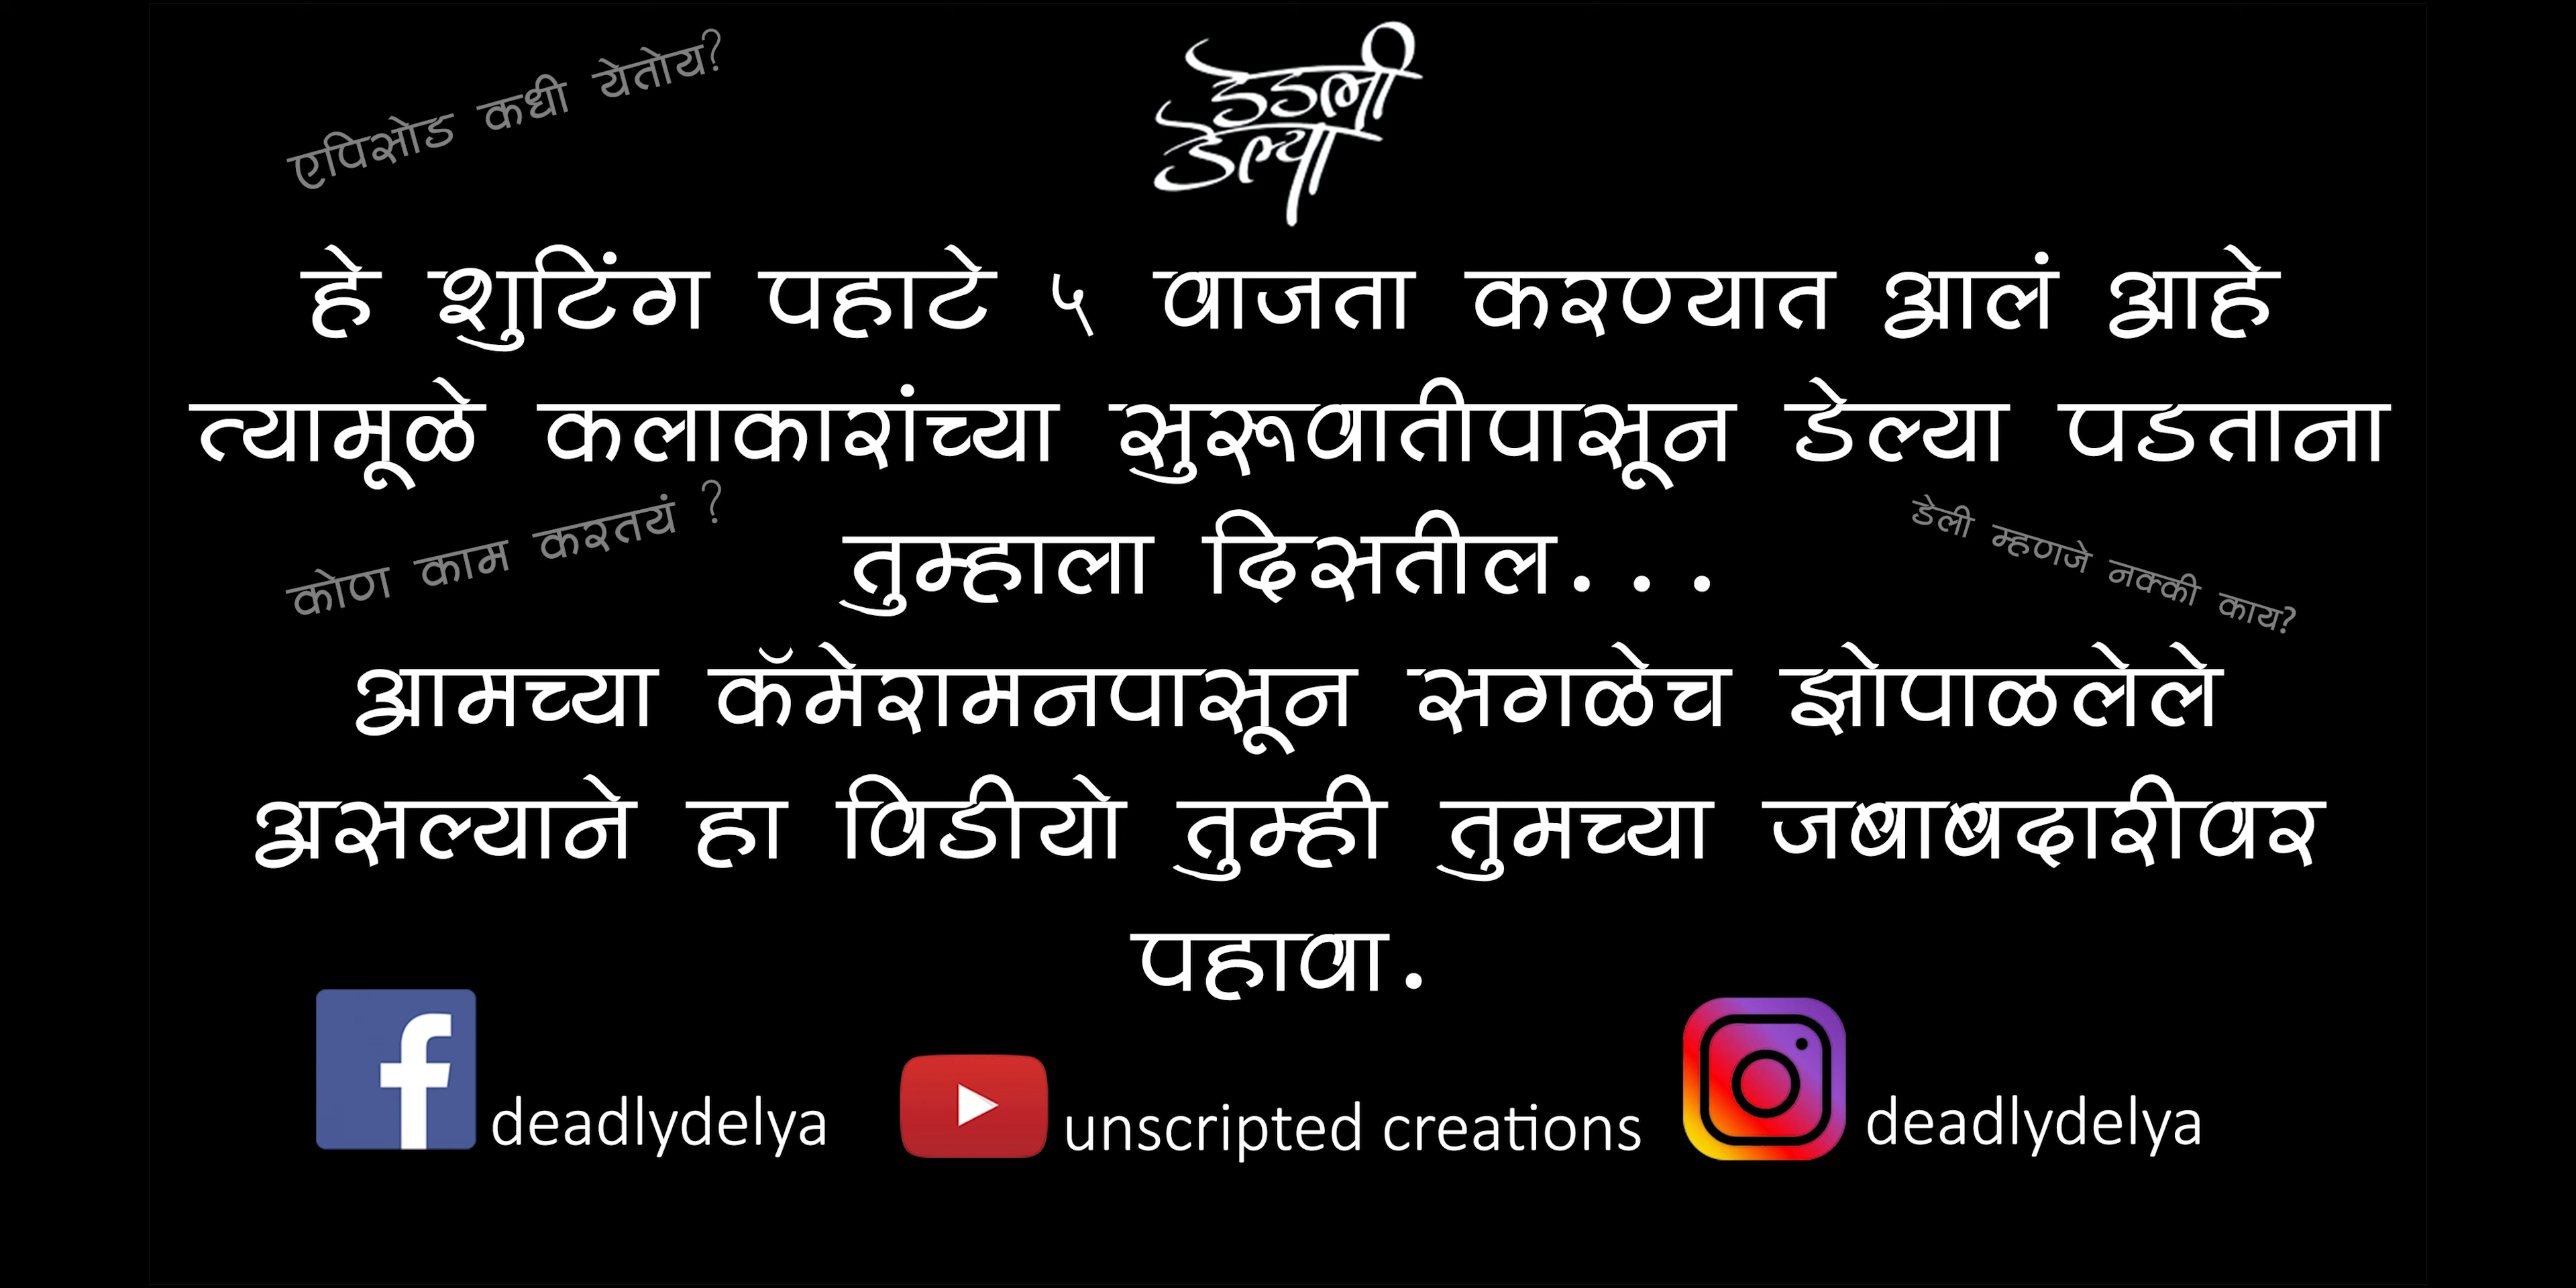 एपिसोड कधी येतोय?
डेडली
डेल्या
हे शुटिंग पहाटे ५ वाजता करण्यात आलं आहे
त्यामूळे कलाकारांच्या सुरूवातीपासून डेल्या पडताना
तुम्हाला दिसतील...
कोण काम करतयं ?
डेली म्हणजे नक्की काय?
आमच्या कॅमेरामनपासून सगळेच झोपाळलेले
असल्याने हा विडीयो तुम्ही तुमच्या जबाबदारीवर
पहावा.
deadlydelya
unscripted creations
deadlydelya